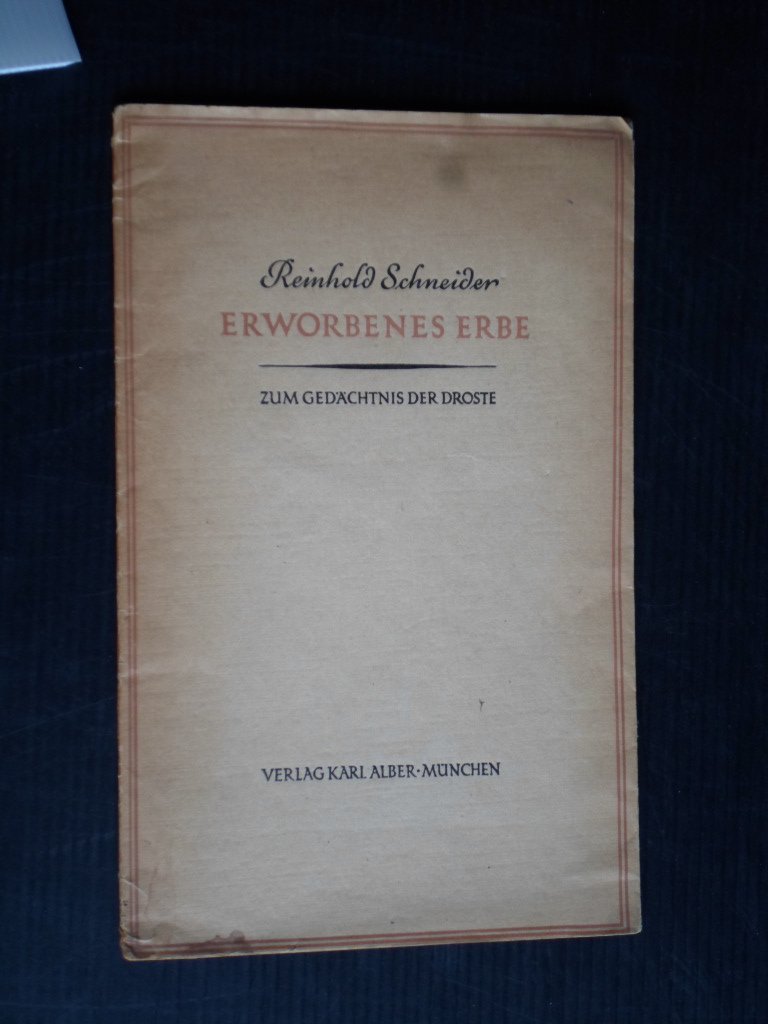 Reinhold Schneider
ERWORBENES ERBE
ZUM GEDÄCHTNIS DER DROSTE
VERLAG KARL ALBER·MÜNCHEN